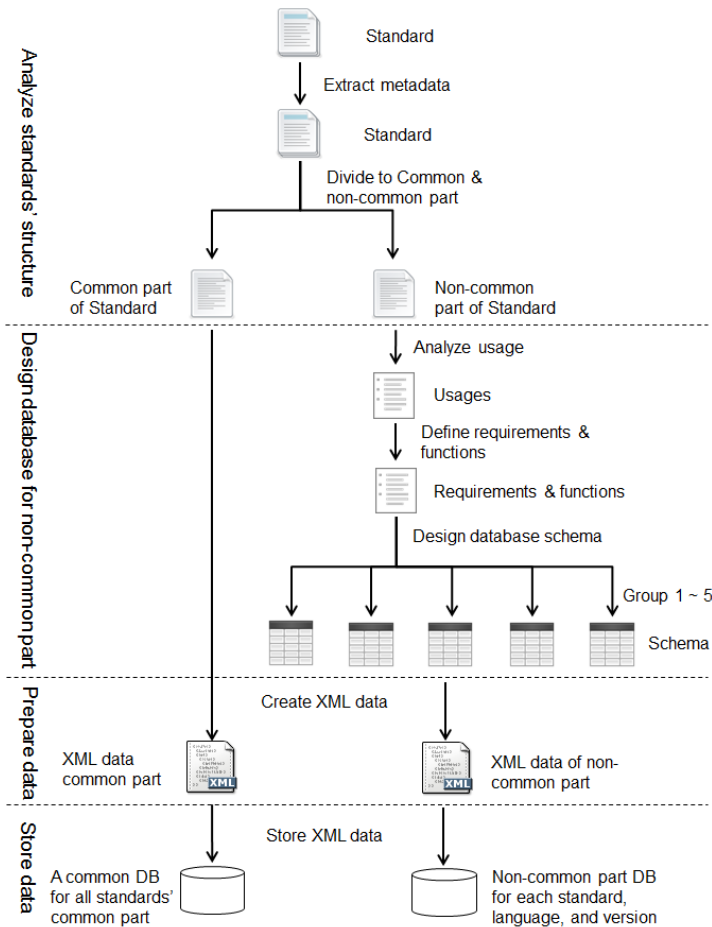 Analyze standards' structure
Standard
Extract metadata
Standard
Divide to Common &
non-common part
Common part
of Standard
Non-common
part of Standard
Design database for non-common part
Analyze usage
Usages
Define requirements &
functions
Requirements & functions
Design database schema
Group 1 ~ 5
Schema
Prepare data
Create XML data
XML data
common part
XML
XML
XML data of non-
common part
Store data
Store XML data
A common DB
for all standards'
common part
Non-common part DB
for each standard,
language, and version